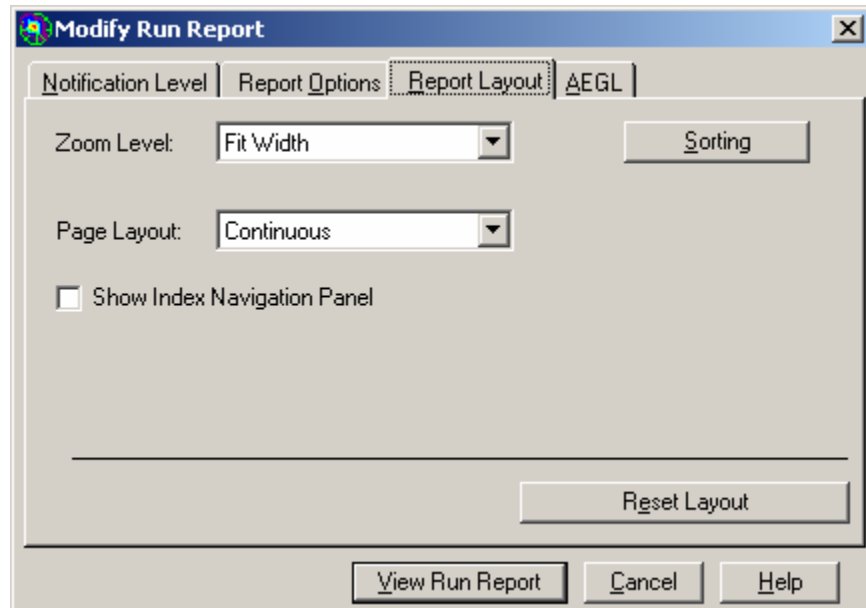 Modify Run Report
Notification Level Report Options Report Layout AEGL
Zoom Level: Fit Width Sorting
Page Layout: Continuous
Show Index Navigation Panel
Reset Layout
View Run Report Cancel Help